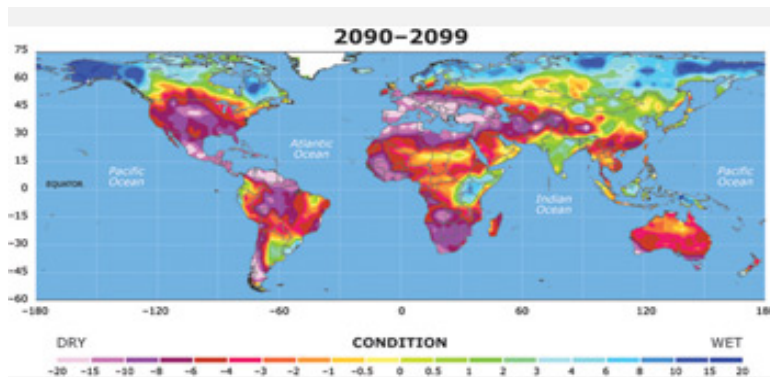 2090–2099
75
60
45
30
15
0
−15
−30
−45
−60
Atlantic
Ocean
Pacific
Ocean
EQUATOR
Indian
Ocean
Pacific
Ocean
−180 −120 −60 0 60 120 180
DRY CONDITION WET
−20 −15 −10 −8 −6 −4 −3 −2 −1 −0.5 0 0.5 1 2 3 4 6 8 10 15 20